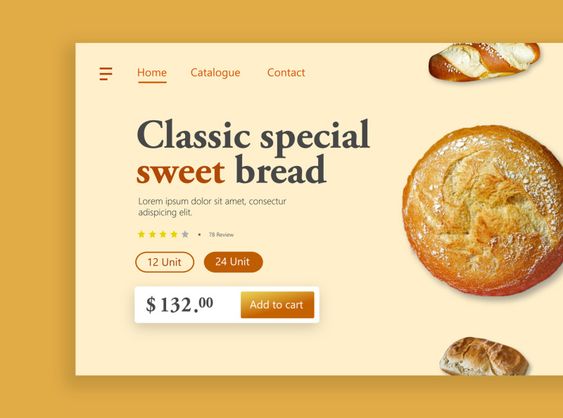 Home Catalogue Contact
Classic special
sweet bread
Lorem ipsum dolor sit amet, consectur
adipiscing elit.
78 Review
12 Unit 24 Unit
$132.00 Add to cart